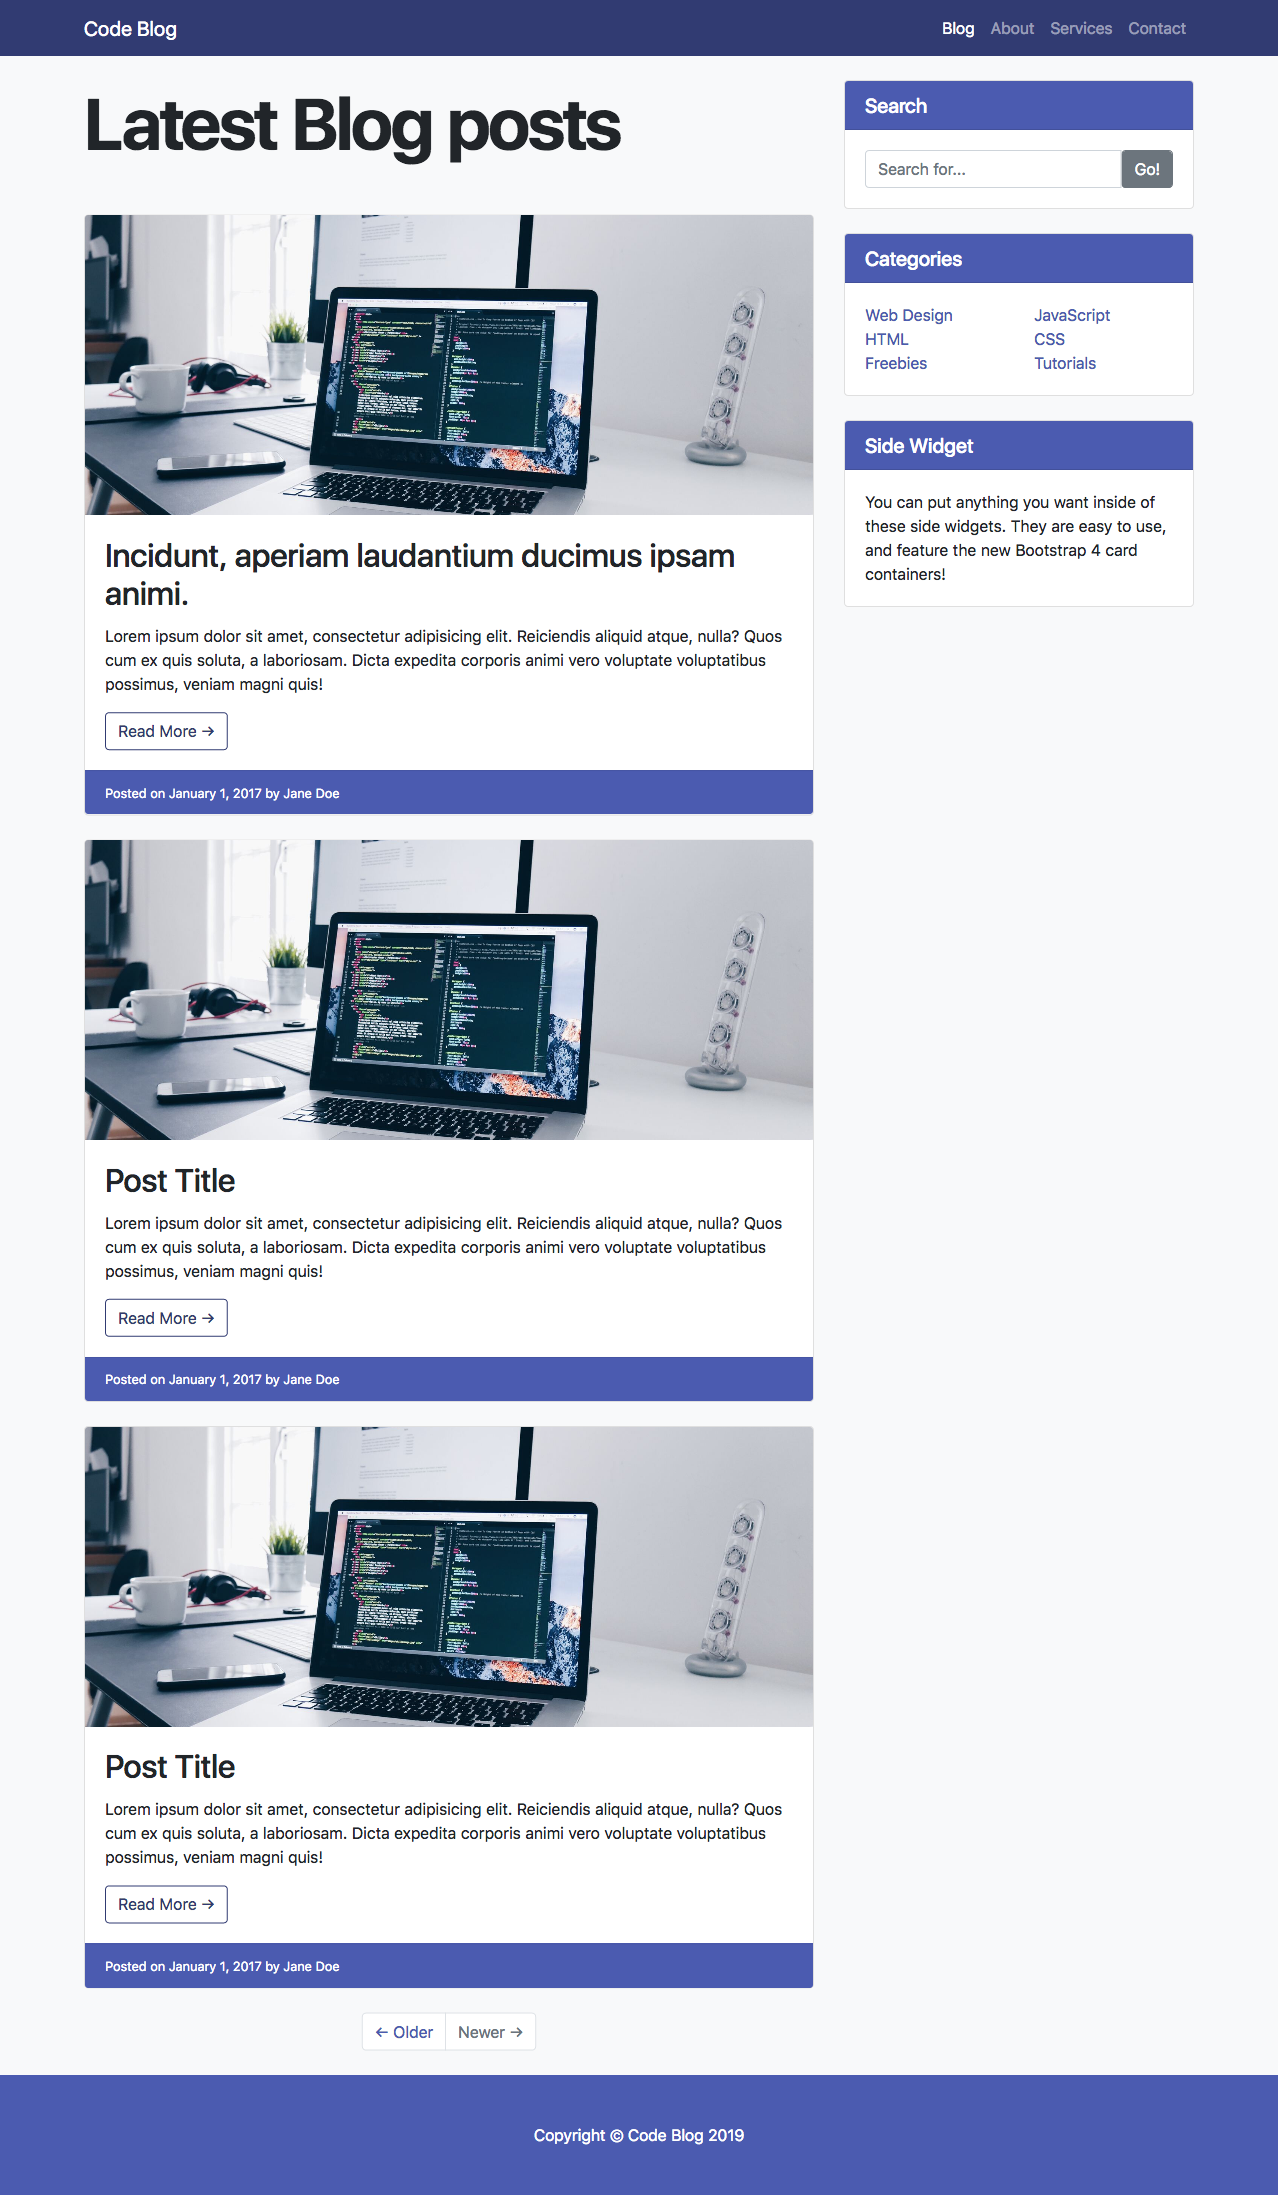 Code Blog
Blog About Services Contact
Latest Blog posts
Incidunt, aperiam laudantium ducimus ipsam
animi.
Lorem ipsum dolor sit amet, consectetur adipisicing elit. Reiciendis aliquid atque, nulla? Quos
cum ex quis soluta, a laboriosam. Dicta expedita corporis animi vero voluptate voluptatibus
possimus, veniam magni quis!
Read More →
Posted on January 1, 2017 by Jane Doe
Post Title
Lorem ipsum dolor sit amet, consectetur adipisicing elit. Reiciendis aliquid atque, nulla? Quos
cum ex quis soluta, a laboriosam. Dicta expedita corporis animi vero voluptate voluptatibus
possimus, veniam magni quis!
Read More →
Posted on January 1, 2017 by Jane Doe
Post Title
Lorem ipsum dolor sit amet, consectetur adipisicing elit. Reiciendis aliquid atque, nulla? Quos
cum ex quis soluta, a laboriosam. Dicta expedita corporis animi vero voluptate voluptatibus
possimus, veniam magni quis!
Read More →
Posted on January 1, 2017 by Jane Doe
← Older Newer →
Search
Search for... Go!
Categories
Web Design JavaScript
HTML CSS
Freebies Tutorials
Side Widget
You can put anything you want inside of
these side widgets. They are easy to use,
and feature the new Bootstrap 4 card
containers!
Copyright © Code Blog 2019